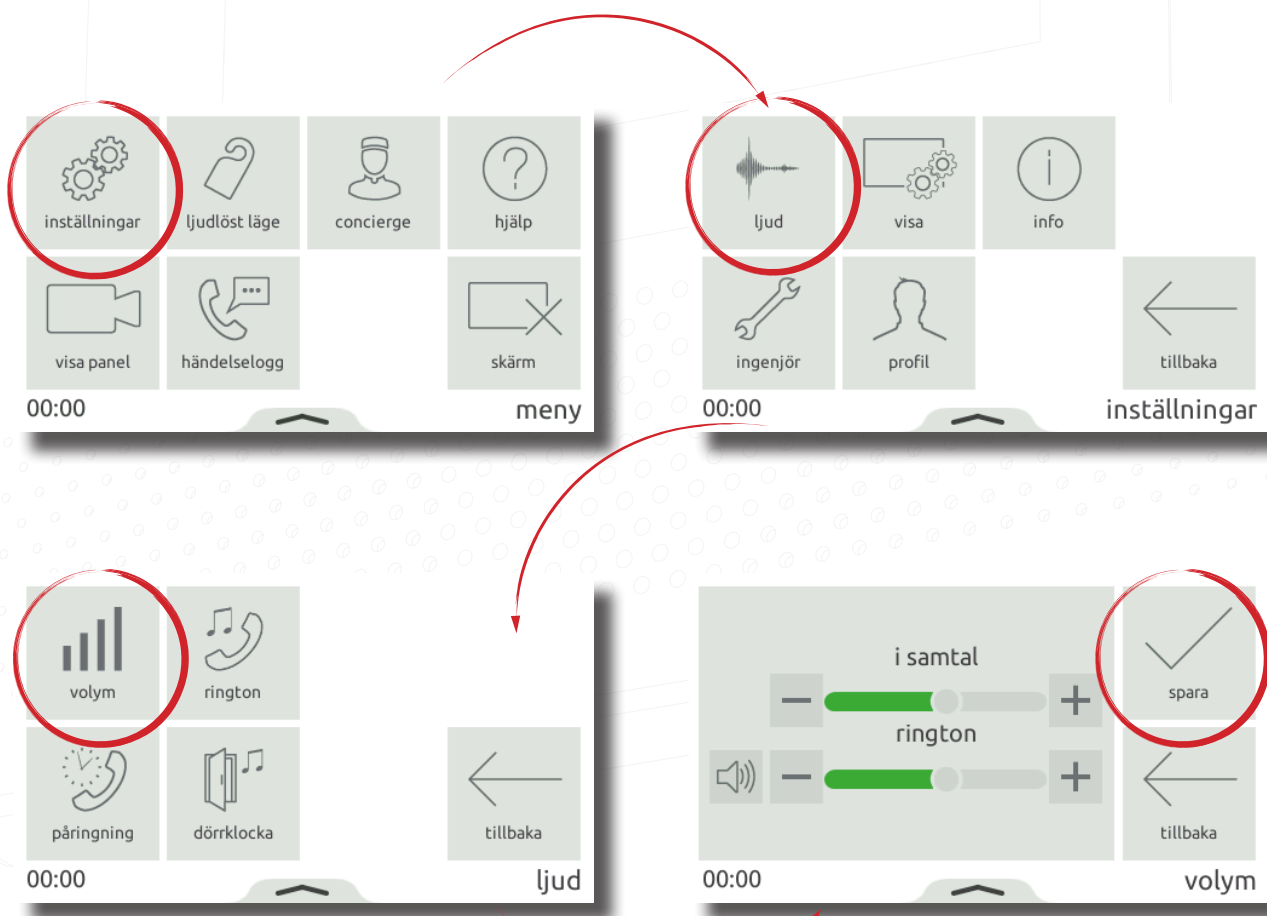 inställningar
ljudlöst läge
concierge
hjälp
visa panel
händelselogg
skärm
00:00
meny
ljud
visa
info
ingenjör
profil
tillbaka
00:00
inställningar
volym
rington
påringning
dörrklocka
tillbaka
00:00
ljud
i samtal
rington
spara
tillbaka
00:00
volym